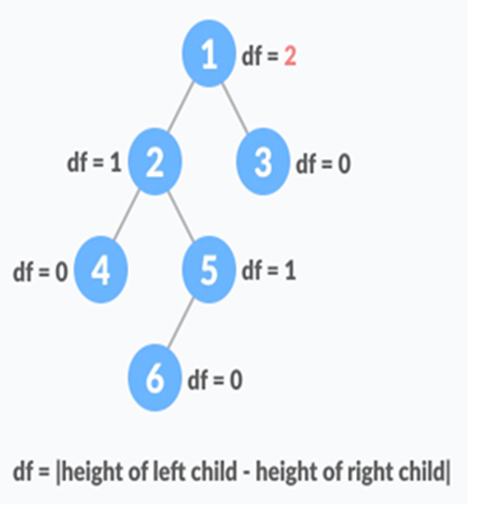 1 df = 2
df = 1 2 3 df = 0
df = 0 4 5 df = 1
6 df = 0
df = |height of left child - height of right child|